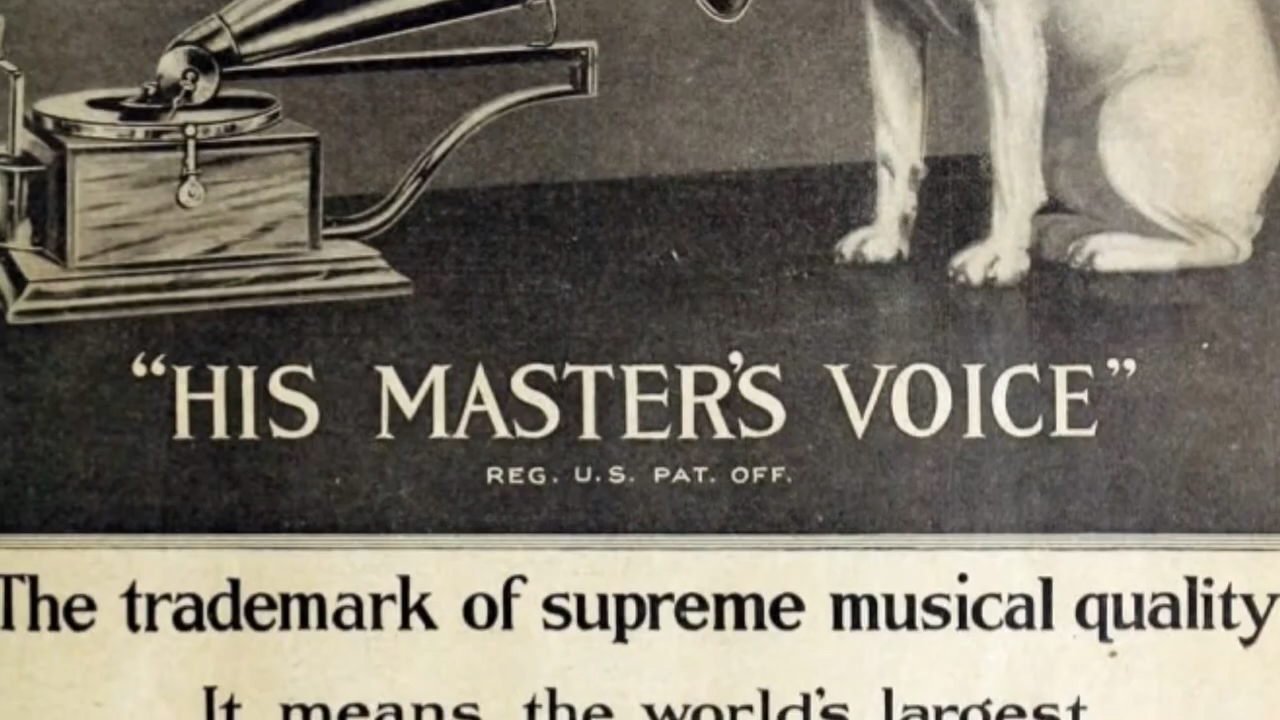 “HIS MASTER’S VOICE”
REG. U.S. PAT. OFF.
The trademark of supreme musical quality
It means the world’s largest